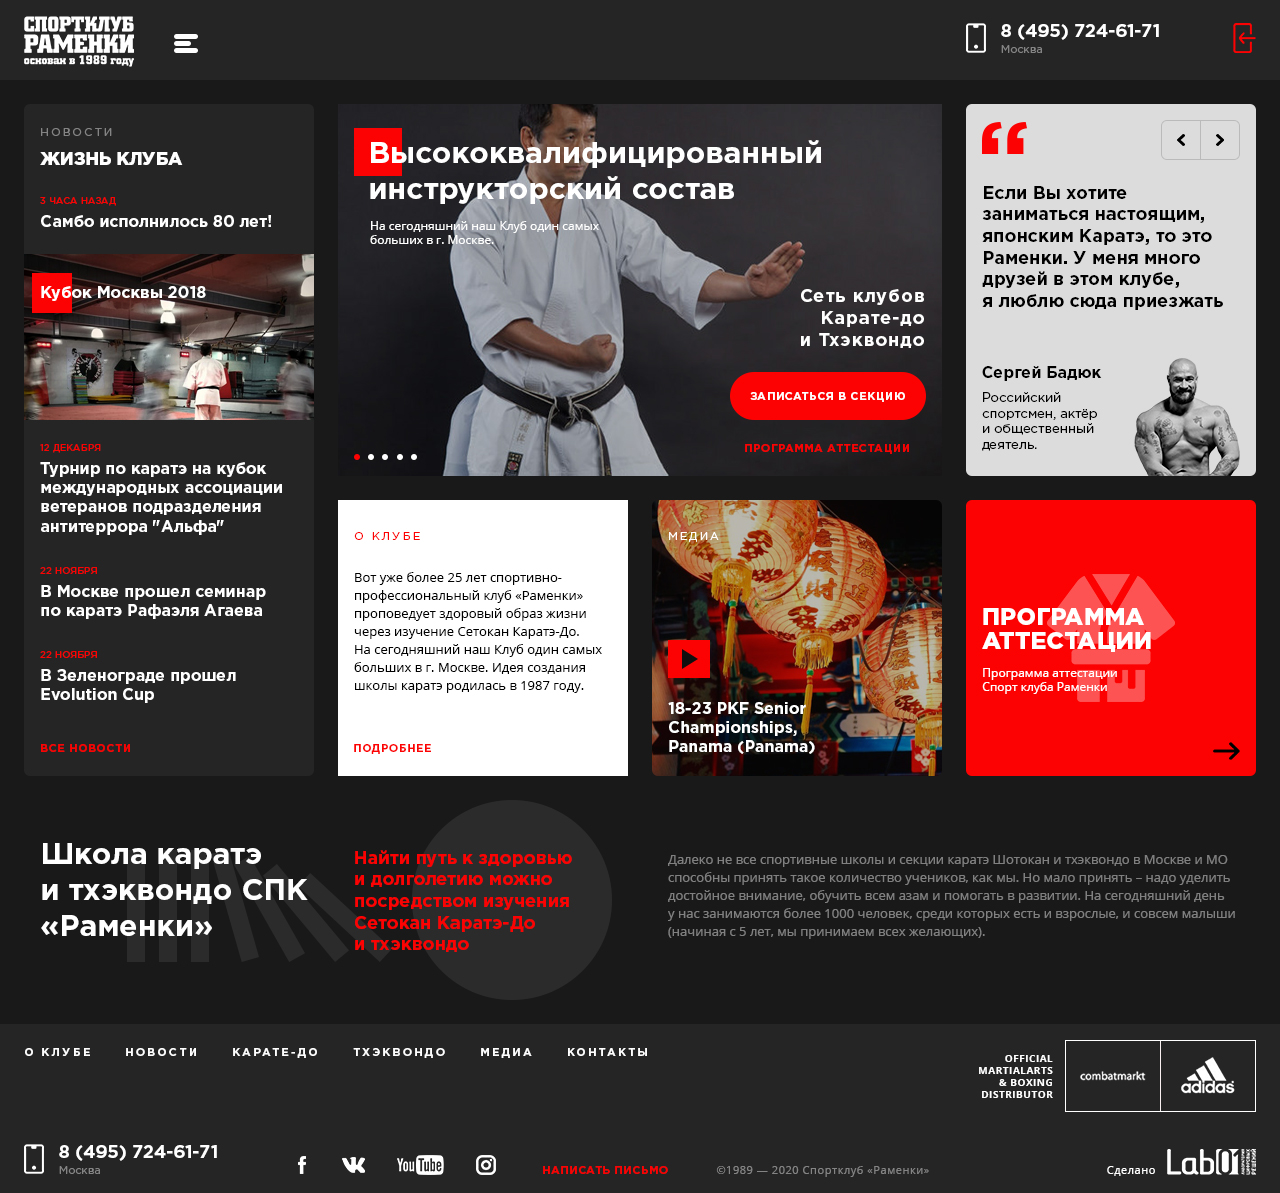 СПОРТКЛУБ
РАМЕНКИ
основан в 1989 году
8 (495) 724-61-71
Москва
НОВОСТИ
ЖИЗНЬ КЛУБА
3 ЧАСА НАЗАД
Самбо исполнилось 80 лет!
Кубок Москвы 2018
12 ДЕКАБРЯ
Турнир по каратэ на кубок
международных ассоциации
ветеранов подразделения
антитеррора "Альфа"
22 НОЯБРЯ
В Москве прошел семинар
по каратэ Рафаэля Агаева
22 НОЯБРЯ
В Зеленограде прошел
Evolution Cup
ВСЕ НОВОСТИ
Высококвалифицированный
инструкторский состав
На сегодняшний наш Клуб один самых
больших в г. Москве.
Сеть клубов
Карате-до
и Тхэквондо
ЗАПИСАТЬСЯ В СЕКЦИЮ
ПРОГРАММА АТТЕСТАЦИИ
Если Вы хотите
заниматься настоящим,
японским Каратэ, то это
Раменки. У меня много
друзей в этом клубе,
я люблю сюда приезжать
Сергей Бадюк
Российский
спортсмен, актёр
и общественный
деятель.
О КЛУБЕ
Вот уже более 25 лет спортивно-
профессиональный клуб «Раменки»
проповедует здоровый образ жизни
через изучение Сетокан Каратэ-До.
На сегодняшний наш Клуб один самых
больших в г. Москве. Идея создания
школы каратэ родилась в 1987 году.
ПОДРОБНЕЕ
МЕДИА
18-23 PKF Senior
Championships,
Panama (Panama)
ПРОГРАММА
АТТЕСТАЦИИ
Программа аттестации
Спорт клуба Раменки
Школа каратэ
и тхэквондо СПК
«Раменки»
Найти путь к здоровью
и долголетию можно
посредством изучения
Сетокан Каратэ-До
и тхэквондо
Далеко не все спортивные школы и секции каратэ Шотокан и тхэквондо в Москве и МО
способны принять такое количество учеников, как мы. Но мало принять – надо уделить
достойное внимание, обучить всем азам и помогать в развитии. На сегодняшний день
у нас занимаются более 1000 человек, среди которых есть и взрослые, и совсем малыши
(начиная с 5 лет, мы принимаем всех желающих).
О КЛУБЕ
НОВОСТИ
КАРАТЕ-ДО
ТХЭКВОНДО
МЕДИА
КОНТАКТЫ
OFFICIAL
MARTIALARTS
& BOXING
DISTRIBUTOR
combatmarkt
adidas
8 (495) 724-61-71
Москва
You Tube
НАПИСАТЬ ПИСЬМО
©1989 — 2020 Спортклуб «Раменки»
Сделано
Lab01